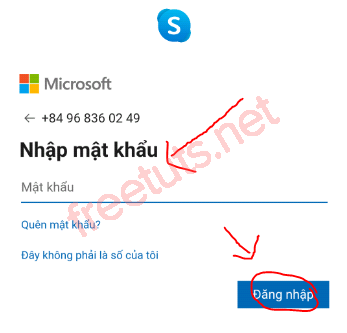 S
Microsoft
← +84 96 836 02 49
Nhập mật khẩu
Mật khẩu
freetuts.net
Quên mật khẩu?
Đây không phải là số của tôi
Đăng nhập